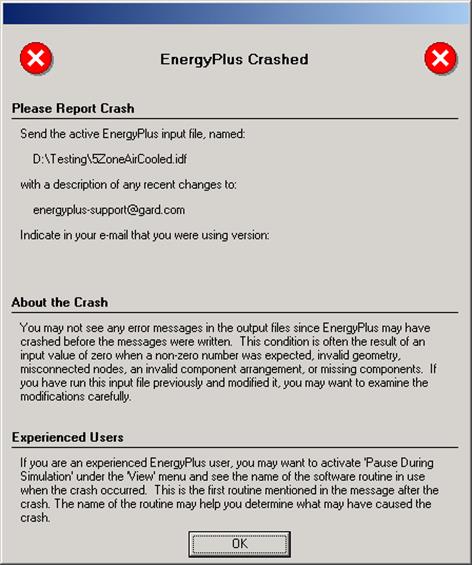 EnergyPlus Crashed
Please Report Crash
Send the active EnergyPlus input file, named:
D:\Testing\5ZoneAirCooled.idf
with a description of any recent changes to:
energyplus-support@gard.com
Indicate in your e-mail that you were using version:
About the Crash
You may not see any error messages in the output files since EnergyPlus may have
crashed before the messages were written.  This condition is often the result of an
input value of zero when a non-zero number was expected, invalid geometry,
misconnected nodes, an invalid component arrangement, or missing components.  If
you have run this input file previously and modified it, you may want to examine the
modifications carefully.
Experienced Users
If you are an experienced EnergyPlus user, you may want to activate 'Pause During
Simulation' under the 'View' menu and see the name of the software routine in use
when the crash occurred.  This is the first routine mentioned in the message after the
crash. The name of the routine may help you determine what may have caused the
crash.
OK